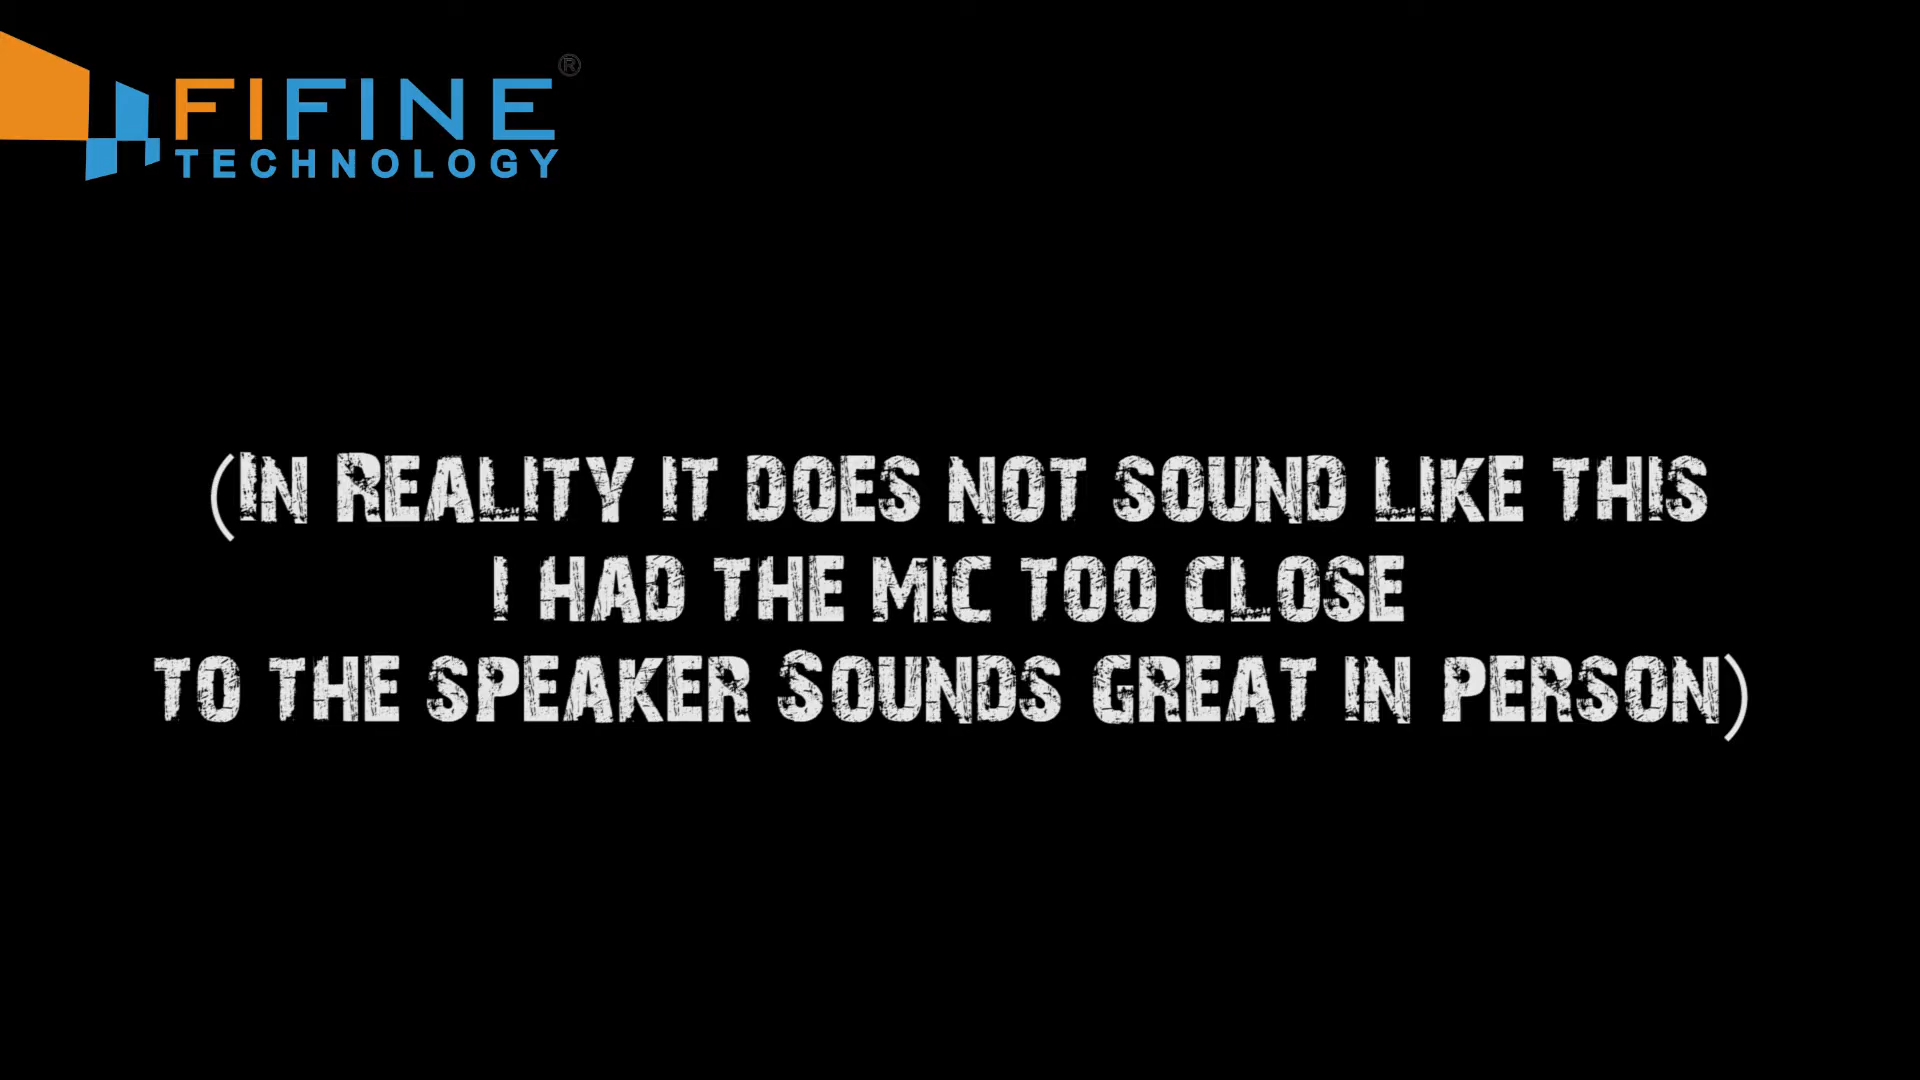 FIFINE®
TECHNOLOGY
(In Reality it does not sound like this
I had the mic too close
to the speaker Sounds Great in person)